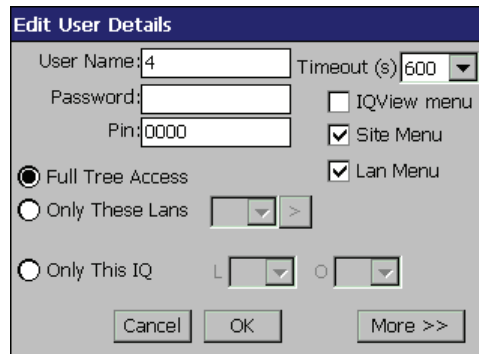 Edit User Details
User Name: 4
Timeout (s) 600
Password:
IQView menu
Pin: 0000
Site Menu
Lan Menu
Full Tree Access
Only These Lans >
Only This IQ L O
Cancel OK More >>